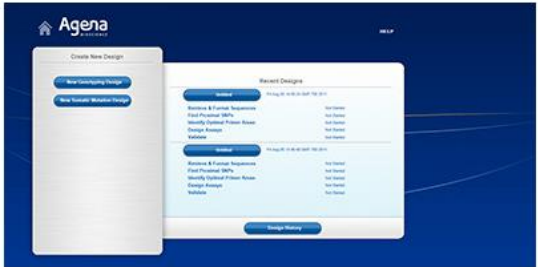 Agena
BIOSCIENCE
HELP
Create New Design
New Genotyping Design
New Somatic Mutation Design
Recent Designs
Untitled
Retrieve & Format Sequences Not Started
Find Proximal SNPs Not Started
Identify Optimal Primer Areas Not Started
Design Assays Not Started
Validate Not Started
Untitled
Retrieve & Format Sequences Not Started
Find Proximal SNPs Not Started
Identify Optimal Primer Areas Not Started
Design Assays Not Started
Validate Not Started
Design History